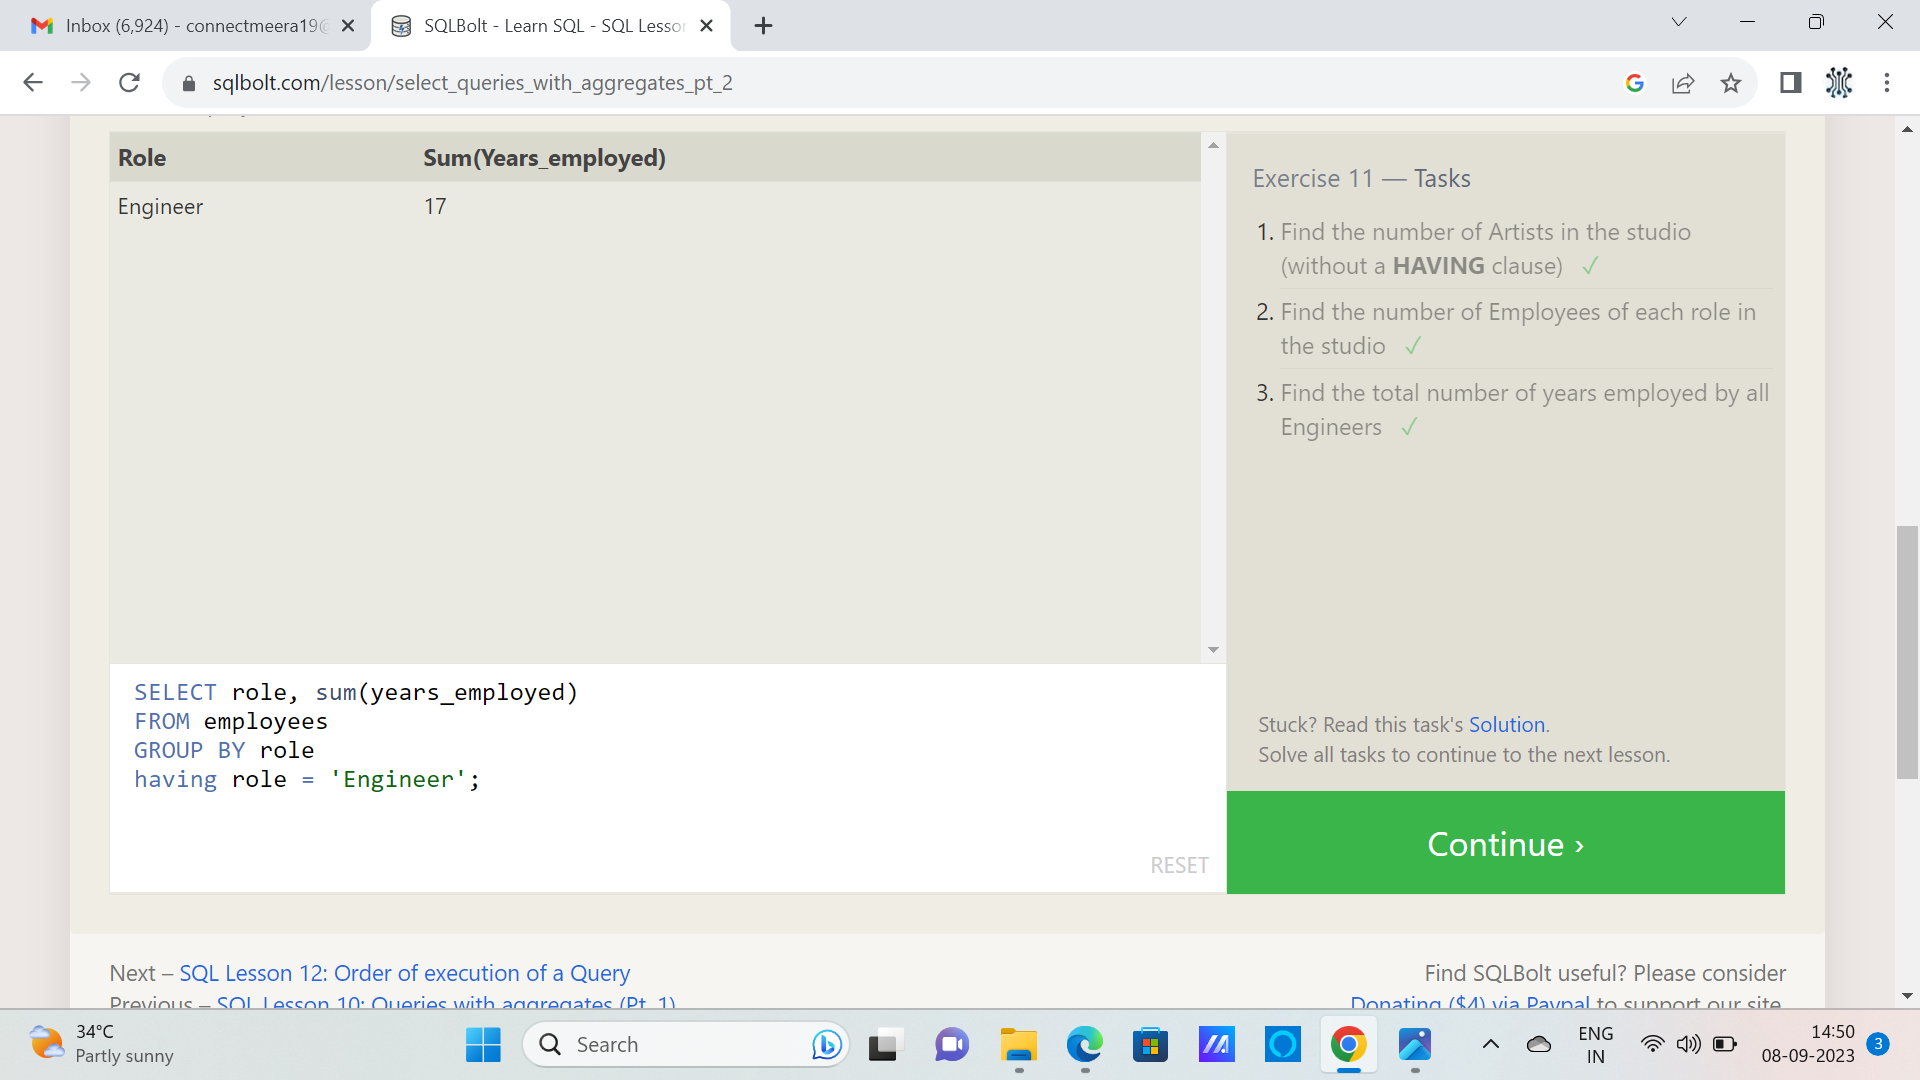 Inbox (6,924) - connectmeera19@
SQLBolt - Learn SQL - SQL Lesson
sqlbolt.com/lesson/select_queries_with_aggregates_pt_2
Role Sum(Years_employed)
Engineer 17
Exercise 11 — Tasks
1. Find the number of Artists in the studio
(without a HAVING clause) ✓
2. Find the number of Employees of each role in
the studio ✓
3. Find the total number of years employed by all
Engineers ✓
SELECT role, sum(years_employed)
FROM employees
GROUP BY role
having role = 'Engineer';
RESET
Stuck? Read this task's Solution.
Solve all tasks to continue to the next lesson.
Continue ›
Next – SQL Lesson 12: Order of execution of a Query
Previous – SQL Lesson 10: Queries with aggregates (Pt. 1)
Find SQLBolt useful? Please consider
Donating ($4) via Paypal to support our site.
34°C
Partly sunny
Search
ENG
IN
14:50
08-09-2023
3